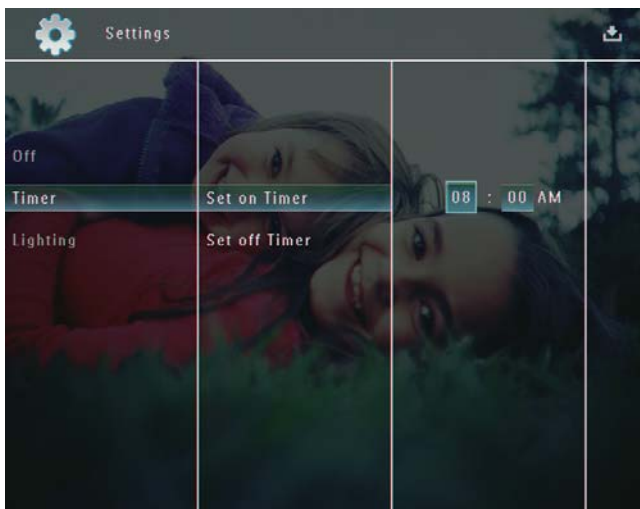 Settings
Off
Timer
Set on Timer
08 : 00 AM
Lighting
Set off Timer